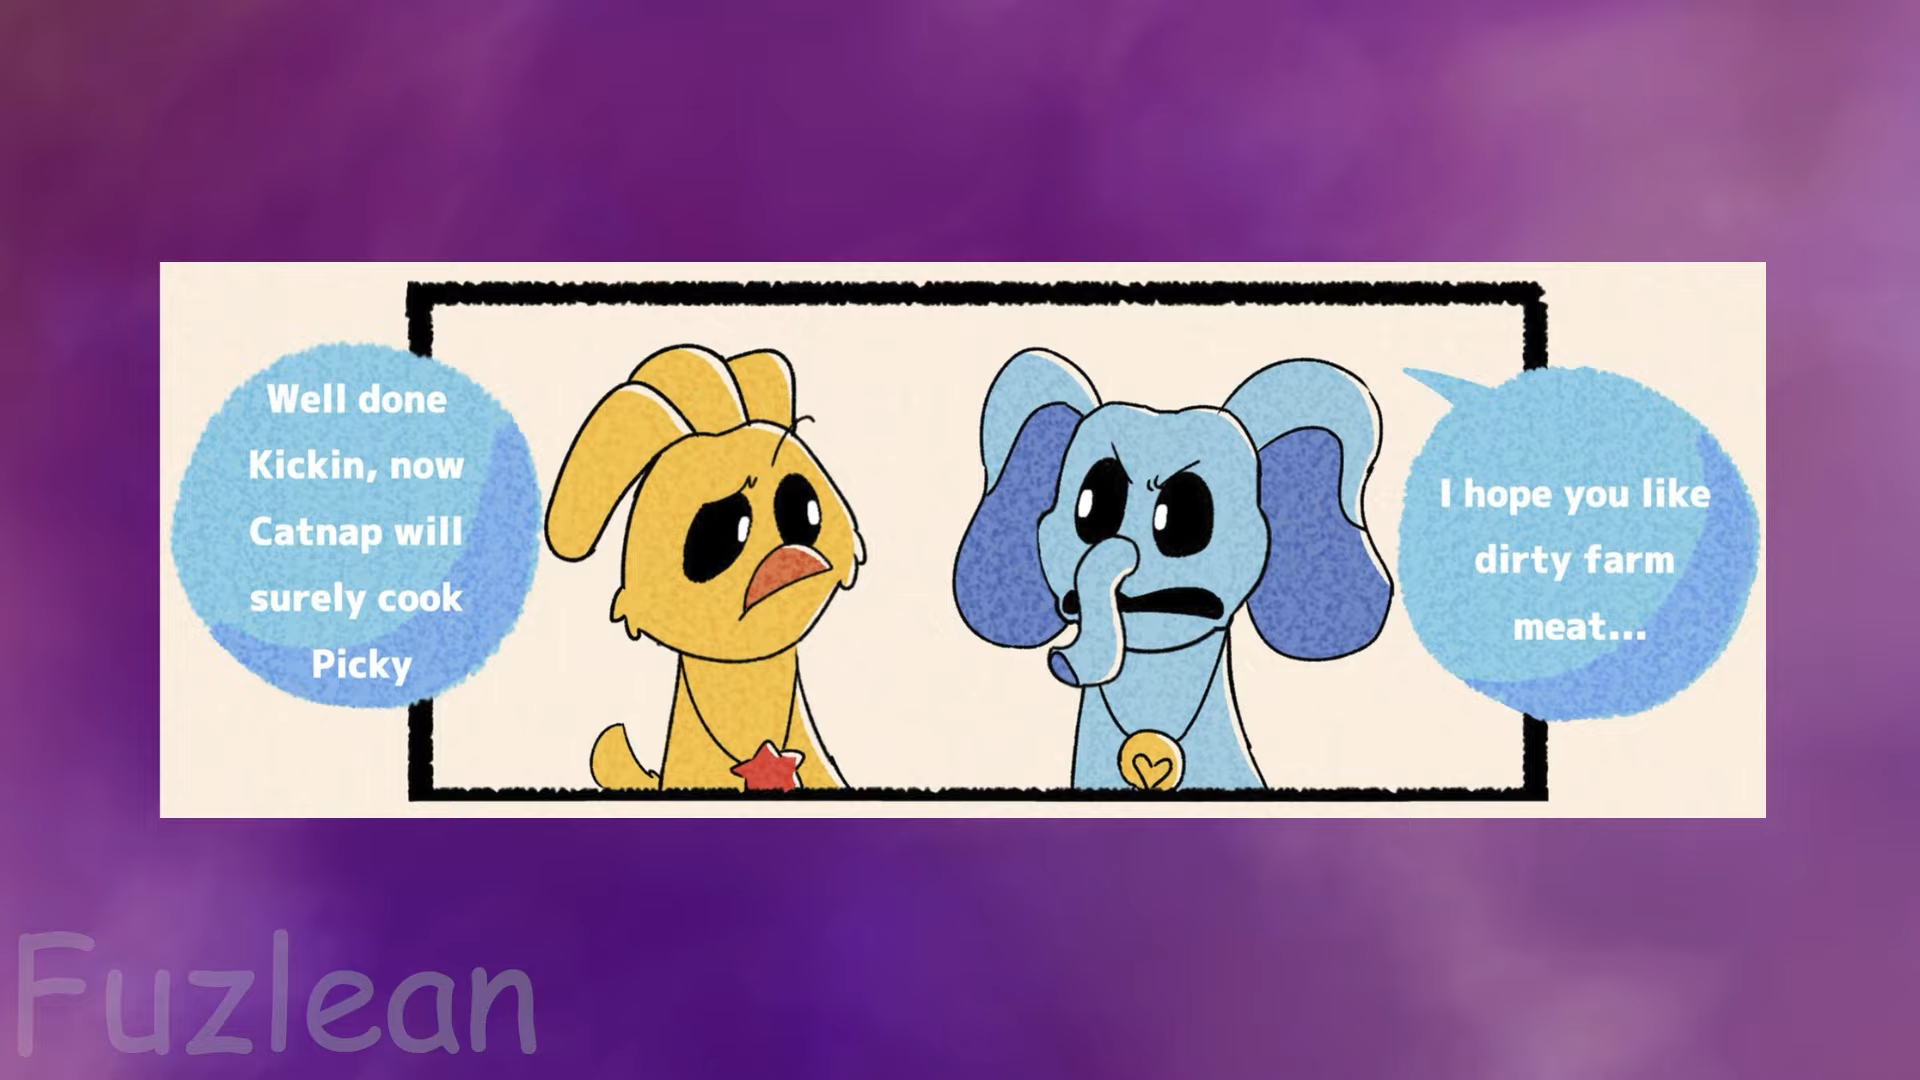 Well done
Kickin, now
Catnap will
surely cook
Picky
I hope you like
dirty farm
meat...
Fuzlean